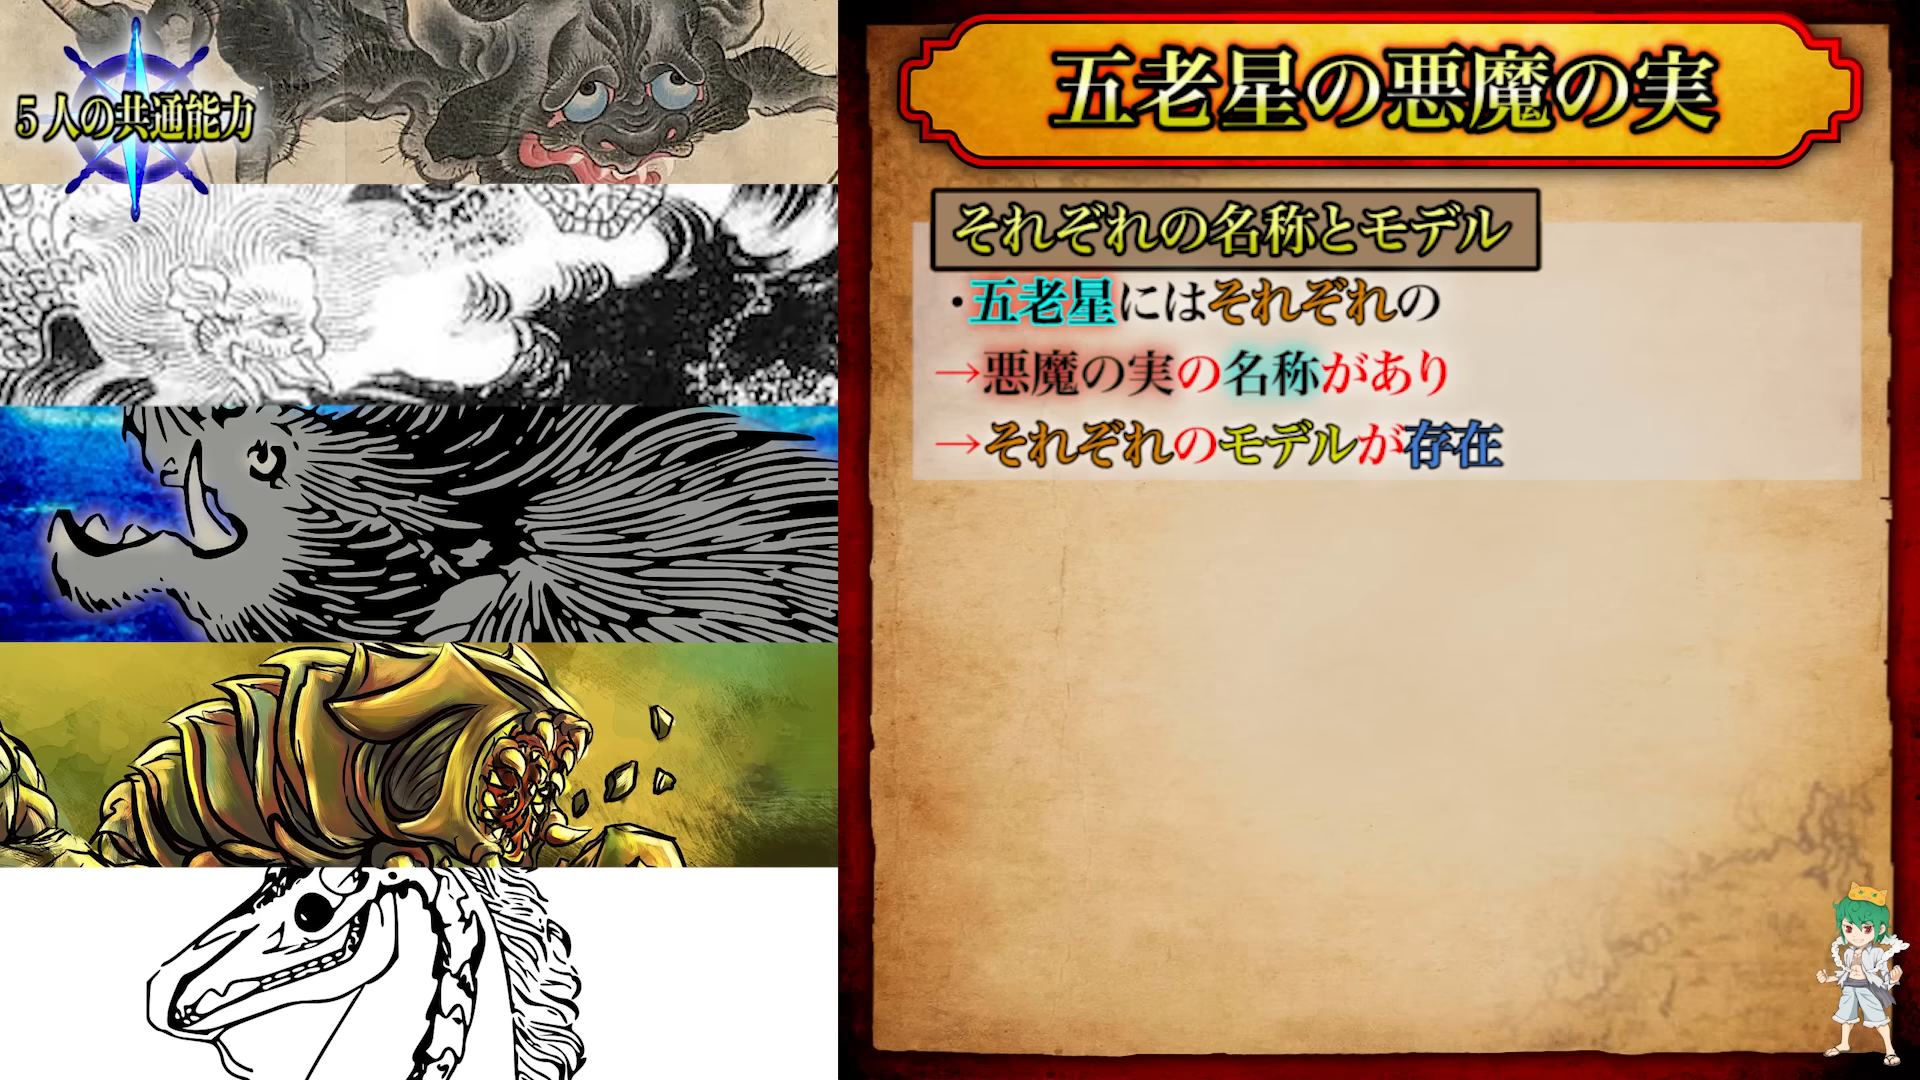 5人の共通能力
五老星の悪魔の実
それぞれの名称とモデル
・五老星にはそれぞれの
→悪魔の実の名称があり
→それぞれのモデルが存在